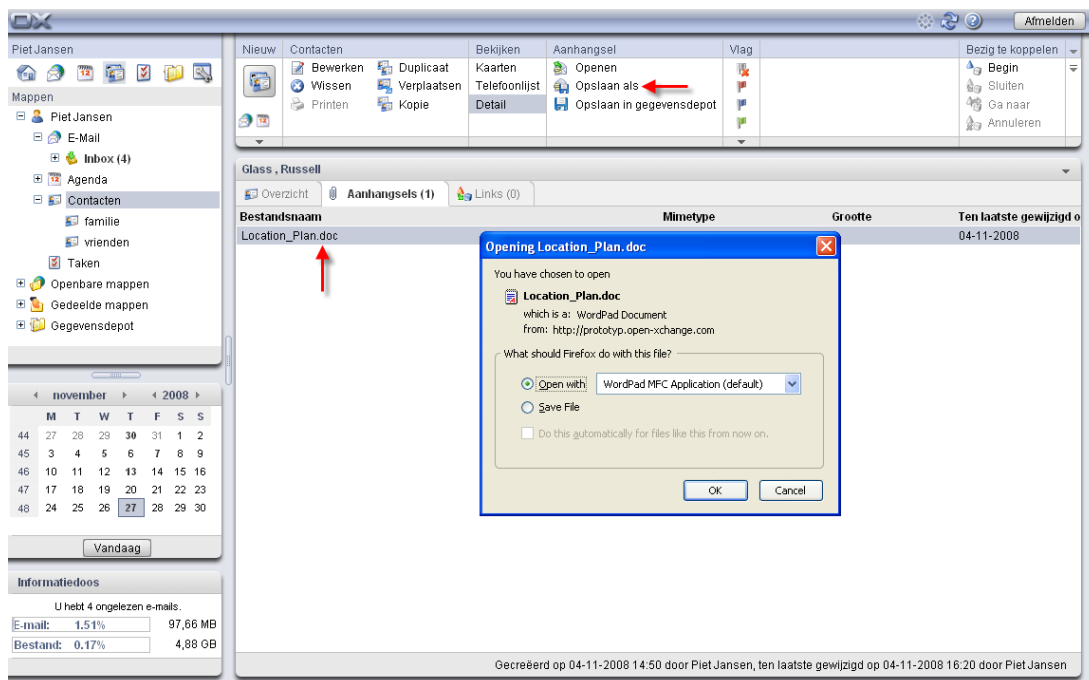 OX
Afmelden
Piet Jansen
Mappen
Piet Jansen
E-Mail
Inbox (4)
Agenda
Contacten
familie
vrienden
Taken
Openbare mappen
Gedeelde mappen
Gegevensdepot
november 2008
M T W T F S S
44 27 28 29 30 31 1 2
45 3 4 5 6 7 8 9
46 10 11 12 13 14 15 16
47 17 18 19 20 21 22 23
48 24 25 26 27 28 29 30
Vandaag
Informatiedoos
U hebt 4 ongelezen e-mails.
E-mail: 1.51% 97,66 MB
Bestand: 0.17% 4,88 GB
Nieuw Contacten Bekijken Aanhangsel Vlag Bezig te koppelen
Bewerken Duplicaat Kaarten Openen Begin
Wissen Verplaatsen Telefoonlijst Opslaan als Sluiten
Printen Kopie Detail Opslaan in gegevensdepot Ga naar
Annuleren
Glass , Russell
Overzicht Aanhangsels (1) Links (0)
Bestandsnaam Mimetype Grootte Ten laatste gewijzigd o
Location_Plan.doc 04-11-2008
Opening Location_Plan.doc
You have chosen to open
Location_Plan.doc
which is a: WordPad Document
from: http://prototyp.open-xchange.com
What should Firefox do with this file?
Open with WordPad MFC Application (default)
Save File
Do this automatically for files like this from now on.
OK Cancel
Gecreëerd op 04-11-2008 14:50 door Piet Jansen, ten laatste gewijzigd op 04-11-2008 16:20 door Piet Jansen